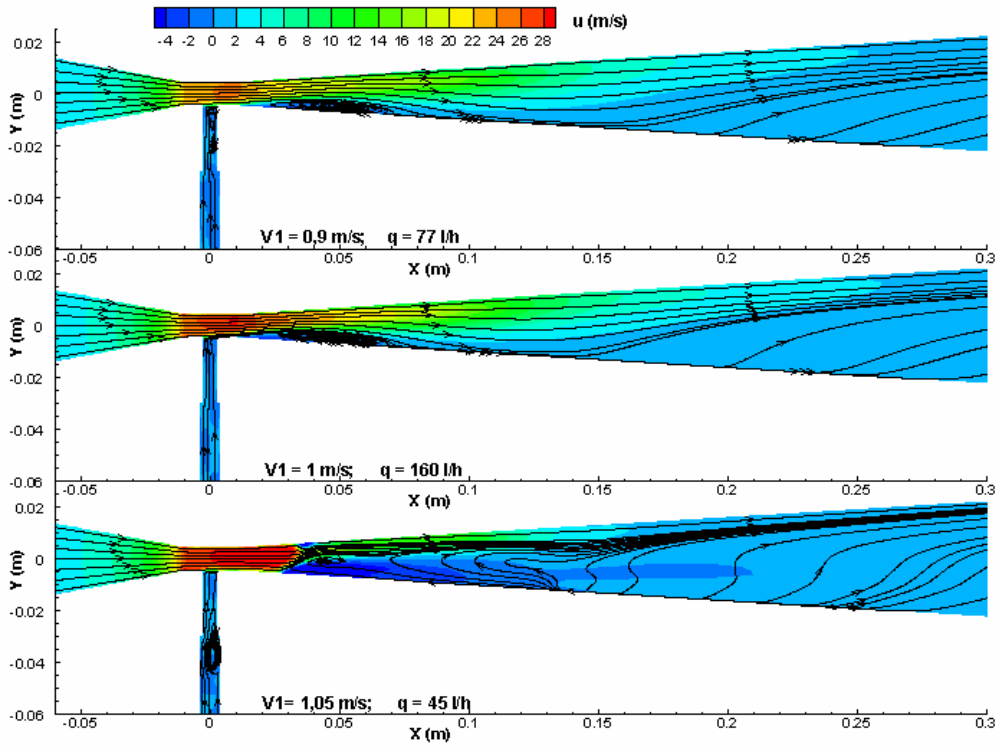 u (m/s)
-4 -2 0 2 4 6 8 10 12 14 16 18 20 22 24 26 28
0.02
0
-0.02
-0.04
-0.06
Y (m)
V1 = 0,9 m/s; q = 77 l/h
-0.05 0 0.05 0.1 0.15 0.2 0.25 0.3
X (m)
0.02
0
-0.02
-0.04
-0.06
Y (m)
V1 = 1 m/s; q = 160 l/h
-0.05 0 0.05 0.1 0.15 0.2 0.25 0.3
X (m)
0.02
0
-0.02
-0.04
-0.06
Y (m)
V1= 1,05 m/s; q = 45 l/h
-0.05 0 0.05 0.1 0.15 0.2 0.25 0.3
X (m)